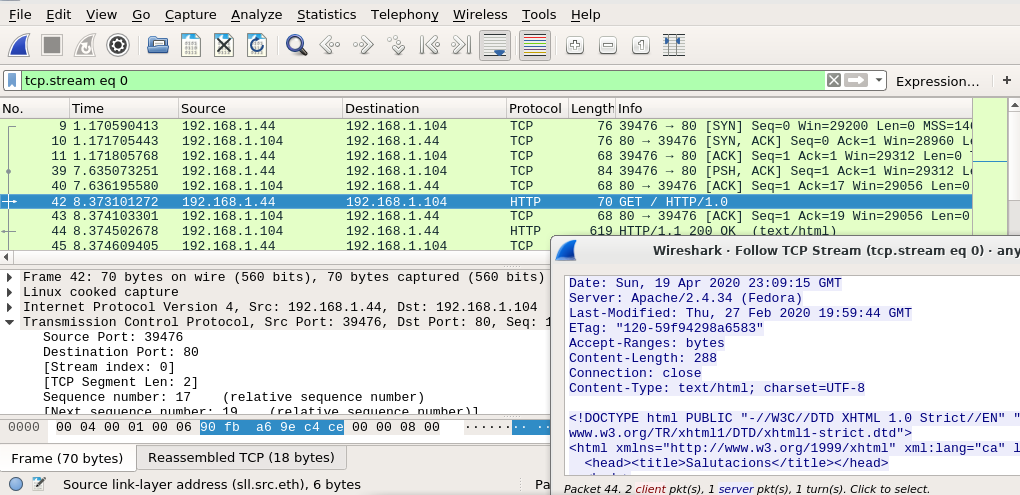 File Edit View Go Capture Analyze Statistics Telephony Wireless Tools Help
tcp.stream eq 0 Expression… +
No. Time Source Destination Protocol Length Info
9 1.170590413 192.168.1.44 192.168.1.104 TCP 76 39476 → 80 [SYN] Seq=0 Win=29200 Len=0
10 1.171705443 192.168.1.104 192.168.1.44 TCP 76 80 → 39476 [SYN, ACK] Seq=0 Ack=1 Win=28960
11 1.171805768 192.168.1.44 192.168.1.104 TCP 68 39476 → 80 [ACK] Seq=1 Ack=1 Win=29312 Len=0
39 7.635073251 192.168.1.44 192.168.1.104 TCP 84 39476 → 80 [PSH, ACK] Seq=1 Ack=1 Win=29312
40 7.636195580 192.168.1.104 192.168.1.44 TCP 68 80 → 39476 [ACK] Seq=1 Ack=17 Win=29056 Len=0
42 8.373101272 192.168.1.44 192.168.1.104 HTTP 70 GET / HTTP/1.0
43 8.374103301 192.168.1.104 192.168.1.44 TCP 68 80 → 39476 [ACK] Seq=1 Ack=19 Win=29056 Len=0
44 8.374502678 192.168.1.104 192.168.1.44 HTTP 619 HTTP/1.1 200 OK (text/html)
45 8.374609405 192.168.1.44 192.168.1.104 TCP
Frame 42: 70 bytes on wire (560 bits), 70 bytes captured (560 bits)
Linux cooked capture
Internet Protocol Version 4, Src: 192.168.1.44, Dst: 192.168.1.104
Transmission Control Protocol, Src Port: 39476, Dst Port: 80, Seq: 1
Source Port: 39476
Destination Port: 80
[Stream index: 0]
[TCP Segment Len: 2]
Sequence number: 17 (relative sequence number)
[Next sequence number: 19 (relative sequence number)]
0000 00 04 00 01 00 06 90 fb a6 9e c4 ce 00 00 08 00
Frame (70 bytes) Reassembled TCP (18 bytes)
Source link-layer address (sll.src.eth), 6 bytes Pa
Wireshark · Follow TCP Stream (tcp.stream eq 0) · any
Date: Sun, 19 Apr 2020 23:09:15 GMT
Server: Apache/2.4.34 (Fedora)
Last-Modified: Thu, 27 Feb 2020 19:59:44 GMT
ETag: "120-59f94298a6583"
Accept-Ranges: bytes
Content-Length: 288
Connection: close
Content-Type: text/html; charset=UTF-8
<!DOCTYPE html PUBLIC "-//W3C//DTD XHTML 1.0 Strict//EN" "
www.w3.org/TR/xhtml1/DTD/xhtml1-strict.dtd">
<html xmlns="http://www.w3.org/1999/xhtml" xml:lang="ca" l
<head><title>Salutacions</title></head>
Packet 44. 2 client pkt(s), 1 server pkt(s), 1 turn(s). Click to select.